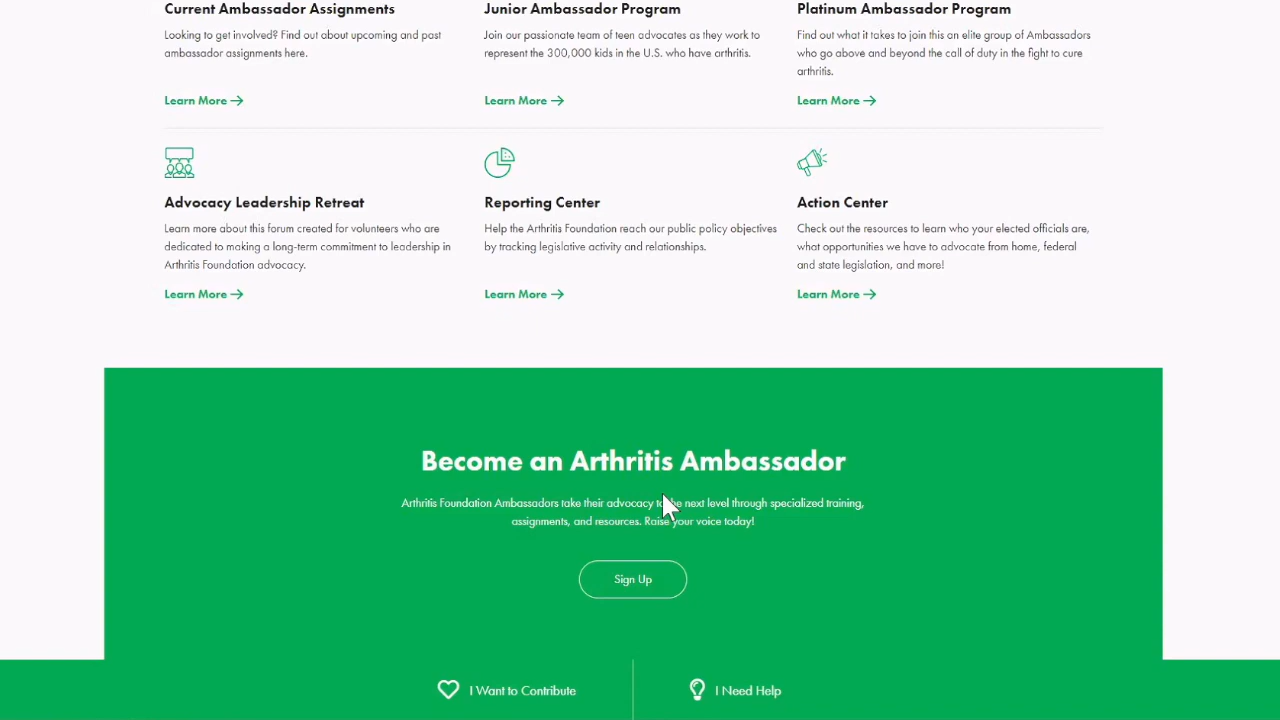 Current Ambassador Assignments
Looking to get involved? Find out about upcoming and past
ambassador assignments here.
Learn More →
Junior Ambassador Program
Join our passionate team of teen advocates as they work to
represent the 300,000 kids in the U.S. who have arthritis.
Learn More →
Platinum Ambassador Program
Find out what it takes to join this an elite group of Ambassadors
who go above and beyond the call of duty in the fight to cure
arthritis.
Learn More →
Advocacy Leadership Retreat
Learn more about this forum created for volunteers who are
dedicated to making a long-term commitment to leadership in
Arthritis Foundation advocacy.
Learn More →
Reporting Center
Help the Arthritis Foundation reach our public policy objectives
by tracking legislative activity and relationships.
Learn More →
Action Center
Check out the resources to learn who your elected officials are,
what opportunities we have to advocate from home, federal
and state legislation, and more!
Learn More →
Become an Arthritis Ambassador
Arthritis Foundation Ambassadors take their advocacy to the next level through specialized training,
assignments, and resources. Raise your voice today!
Sign Up
I Want to Contribute
I Need Help